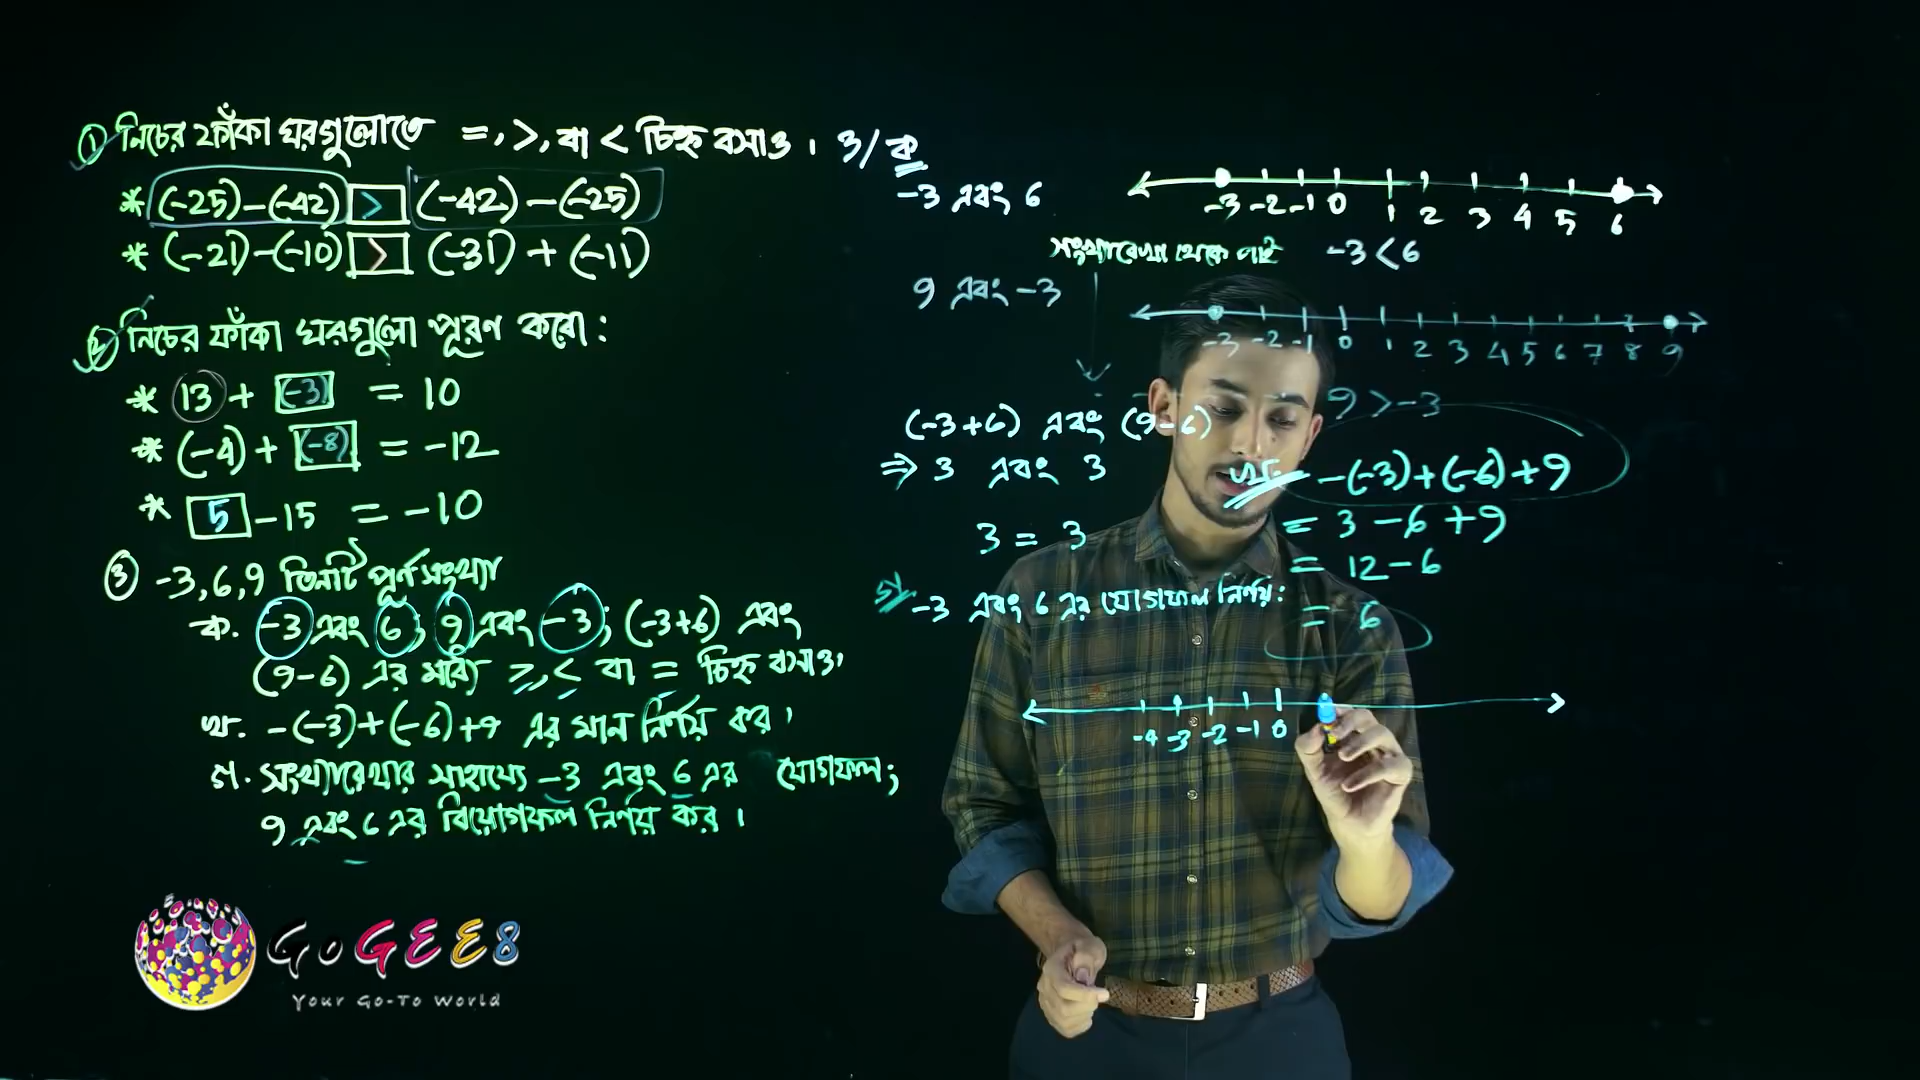 ① নিচের ফাঁকা ঘরগুলোতে =, >, বা < চিহ্ন বসাও।
* (-25)-(-42) > (-42)-(-25)
* (-21)-(-10) > (-31)+(-11)
② নিচের ফাঁকা ঘরগুলো পূরণ করো:
* 13 + (-3) = 10
* (-4) + (-8) = -12
* 5 - 15 = -10
③ -3, 6, 9 তিনটি পূর্ণসংখ্যা
ক. -3 এবং 6; 9 এবং -3; (-3+6) এবং
(9-6) এর মধ্যে >, < বা = চিহ্ন বসাও।
খ. -(-3)+(-6)+9 এর মান নির্ণয় কর।
গ. সংখ্যারেখার সাহায্যে -3 এবং 6 এর যোগফল;
9 এবং 6 এর বিয়োগফল নির্ণয় কর।
3/ ক
-3 এবং 6
-3 -2 -1 0 1 2 3 4 5 6
সংখ্যারেখা থেকে পাই -3 < 6
9 এবং -3
-3 -2 -1 0 1 2 3 4 5 6 7 8 9
9 > -3
(-3+6) এবং (9-6)
⇒ 3 এবং 3
3 = 3
-(-3)+(-6)+9
= 3 - 6 + 9
= 12 - 6
= 6
গ/ -3 এবং 6 এর যোগফল নির্ণয়:
-4 -3 -2 -1 0
GoGEE8
Your Go-To World